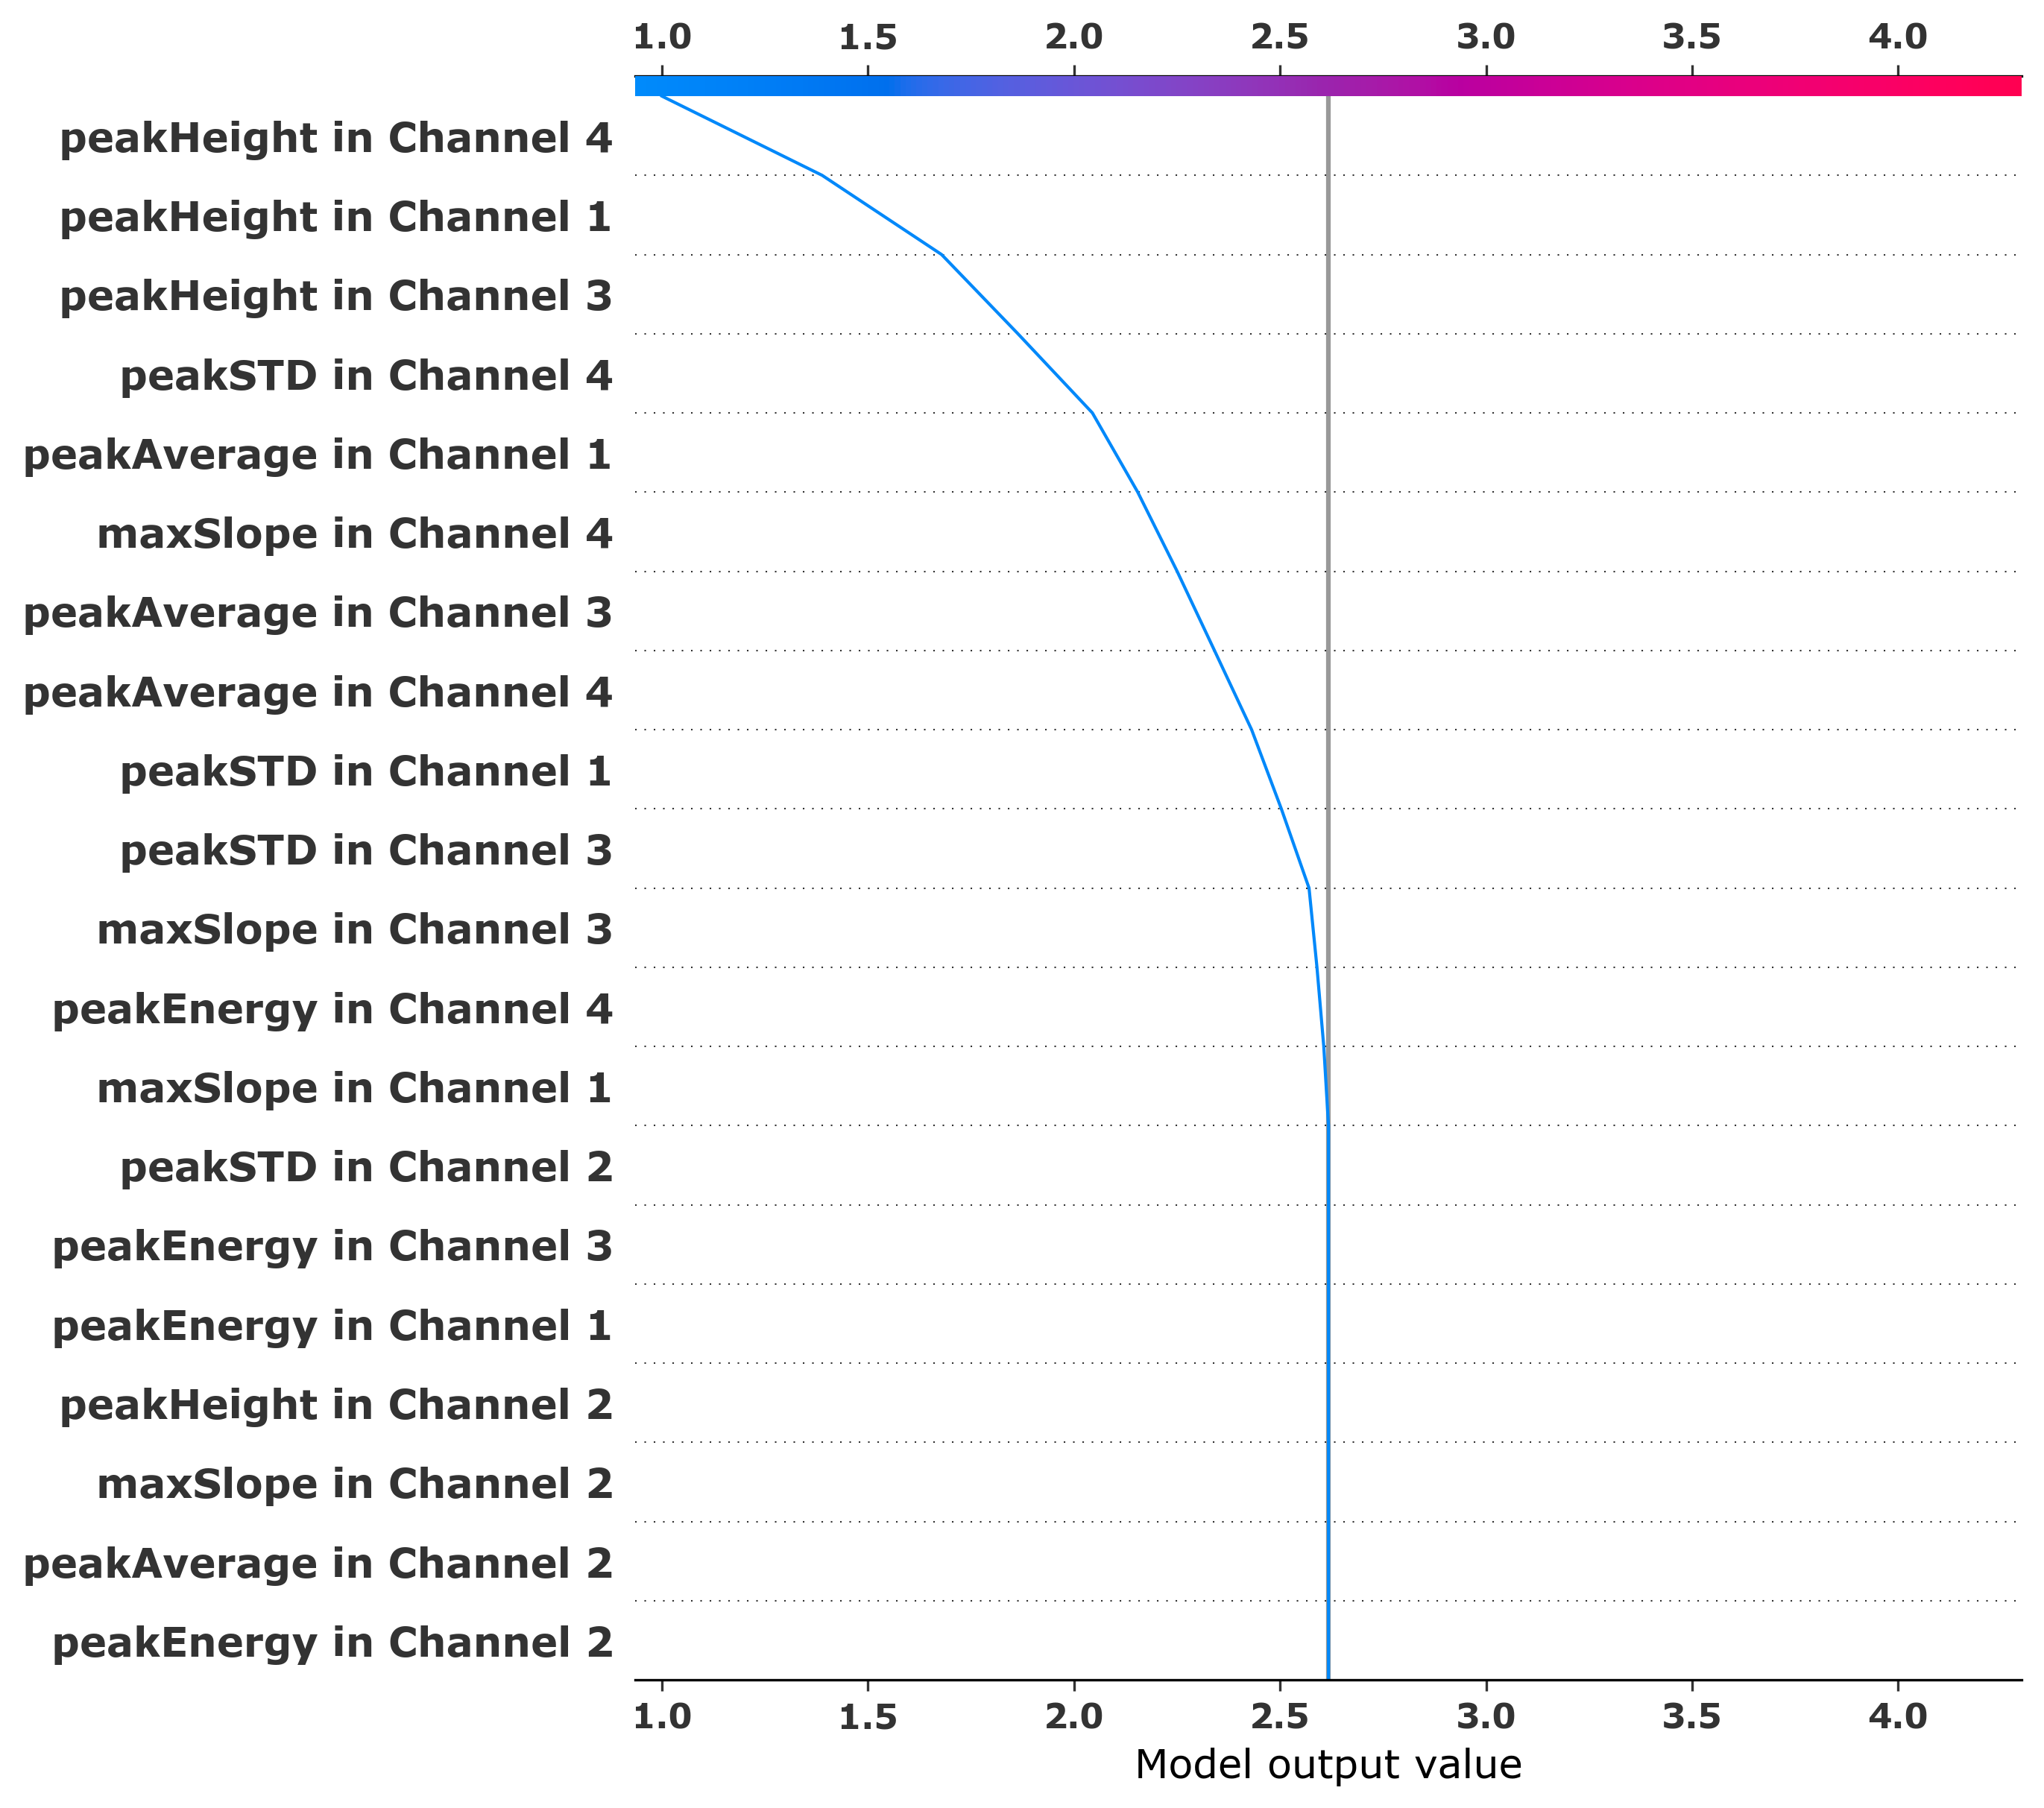 1.0 1.5 2.0 2.5 3.0 3.5 4.0
peakHeight in Channel 4
peakHeight in Channel 1
peakHeight in Channel 3
peakSTD in Channel 4
peakAverage in Channel 1
maxSlope in Channel 4
peakAverage in Channel 3
peakAverage in Channel 4
peakSTD in Channel 1
peakSTD in Channel 3
maxSlope in Channel 3
peakEnergy in Channel 4
maxSlope in Channel 1
peakSTD in Channel 2
peakEnergy in Channel 3
peakEnergy in Channel 1
peakHeight in Channel 2
maxSlope in Channel 2
peakAverage in Channel 2
peakEnergy in Channel 2
1.0 1.5 2.0 2.5 3.0 3.5 4.0
Model output value